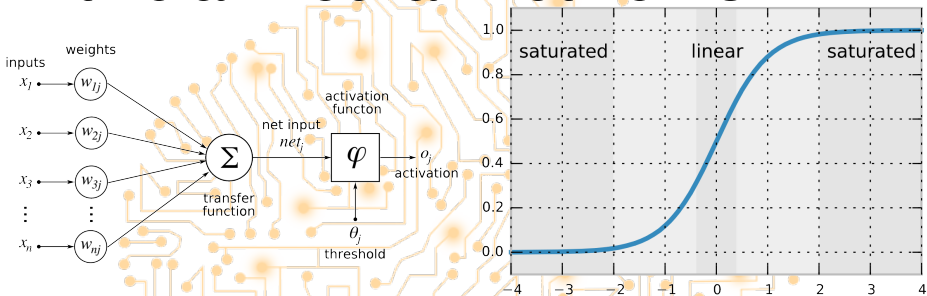 inputs
weights
x1
w1j
x2
w2j
x3
w3j
⋮
⋮
xn
wnj
Σ
transfer
function
net input
netj
activation
functon
φ
oj
activation
θj
threshold
saturated
linear
saturated
1.0
0.8
0.6
0.4
0.2
0.0
−4 −3 −2 −1 0 1 2 3 4